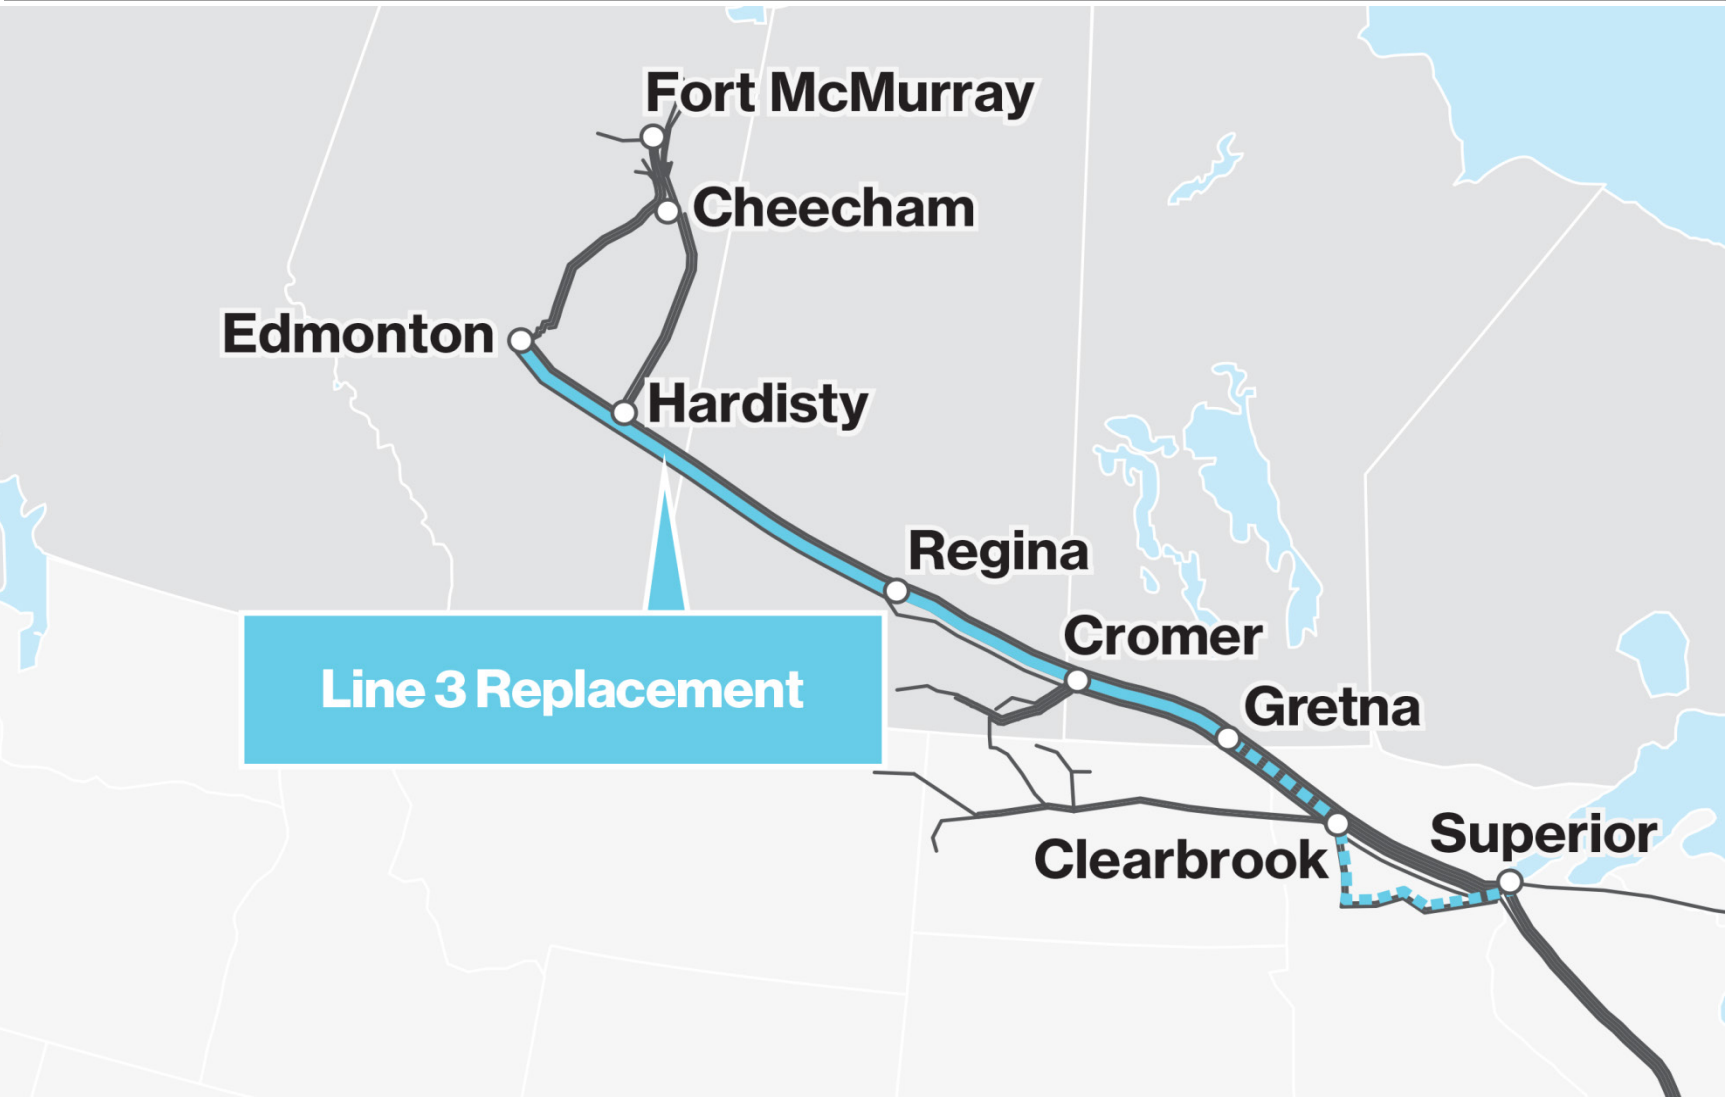 Fort McMurray
Cheecham
Edmonton
Hardisty
Regina
Cromer
Line 3 Replacement
Gretna
Superior
Clearbrook